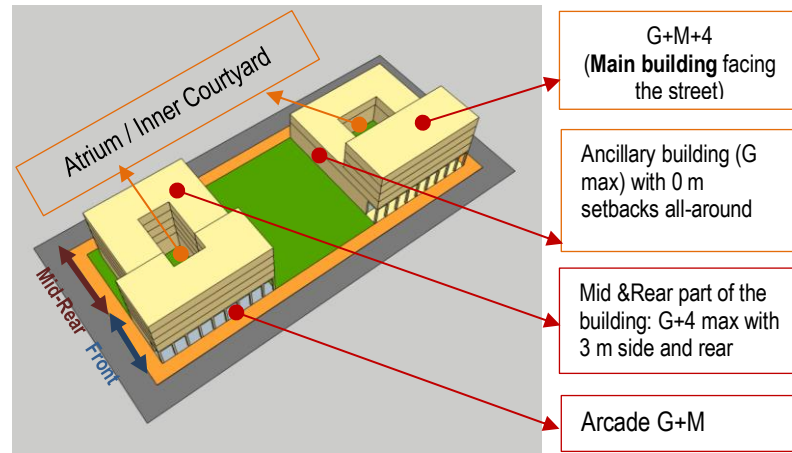 Atrium / Inner Courtyard
Mid-Rear
Front
G+M+4
(Main building facing
the street)
Ancillary building (G
max) with 0 m
setbacks all-around
Mid &Rear part of the
building: G+4 max with
3 m side and rear
Arcade G+M